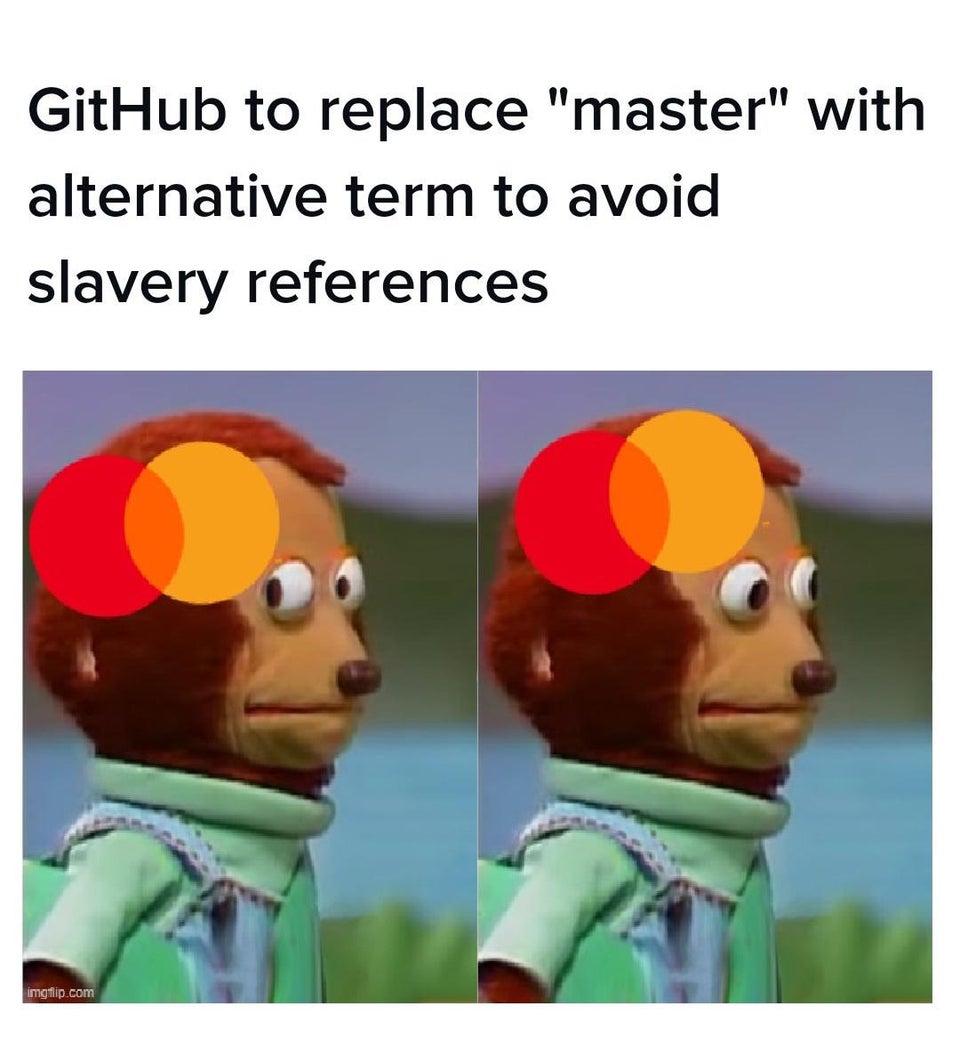 GitHub to replace "master" with
alternative term to avoid
slavery references
imgflip.com